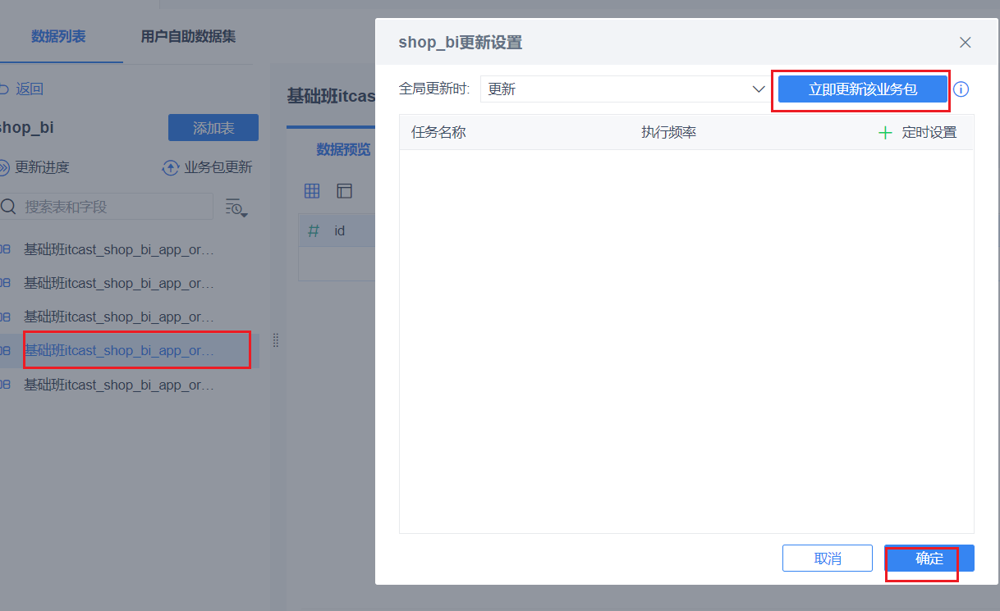 数据列表
用户自助数据集
返回
shop_bi
添加表
更新进度
业务包更新
搜索表和字段
基础班itcast_shop_bi_app_or...
基础班itcast_shop_bi_app_or...
基础班itcast_shop_bi_app_or...
基础班itcast_shop_bi_app_or...
基础班itcast_shop_bi_app_or...
基础班itcas
数据预览
# id
shop_bi更新设置
全局更新时:
更新
立即更新该业务包
任务名称
执行频率
定时设置
取消
确定